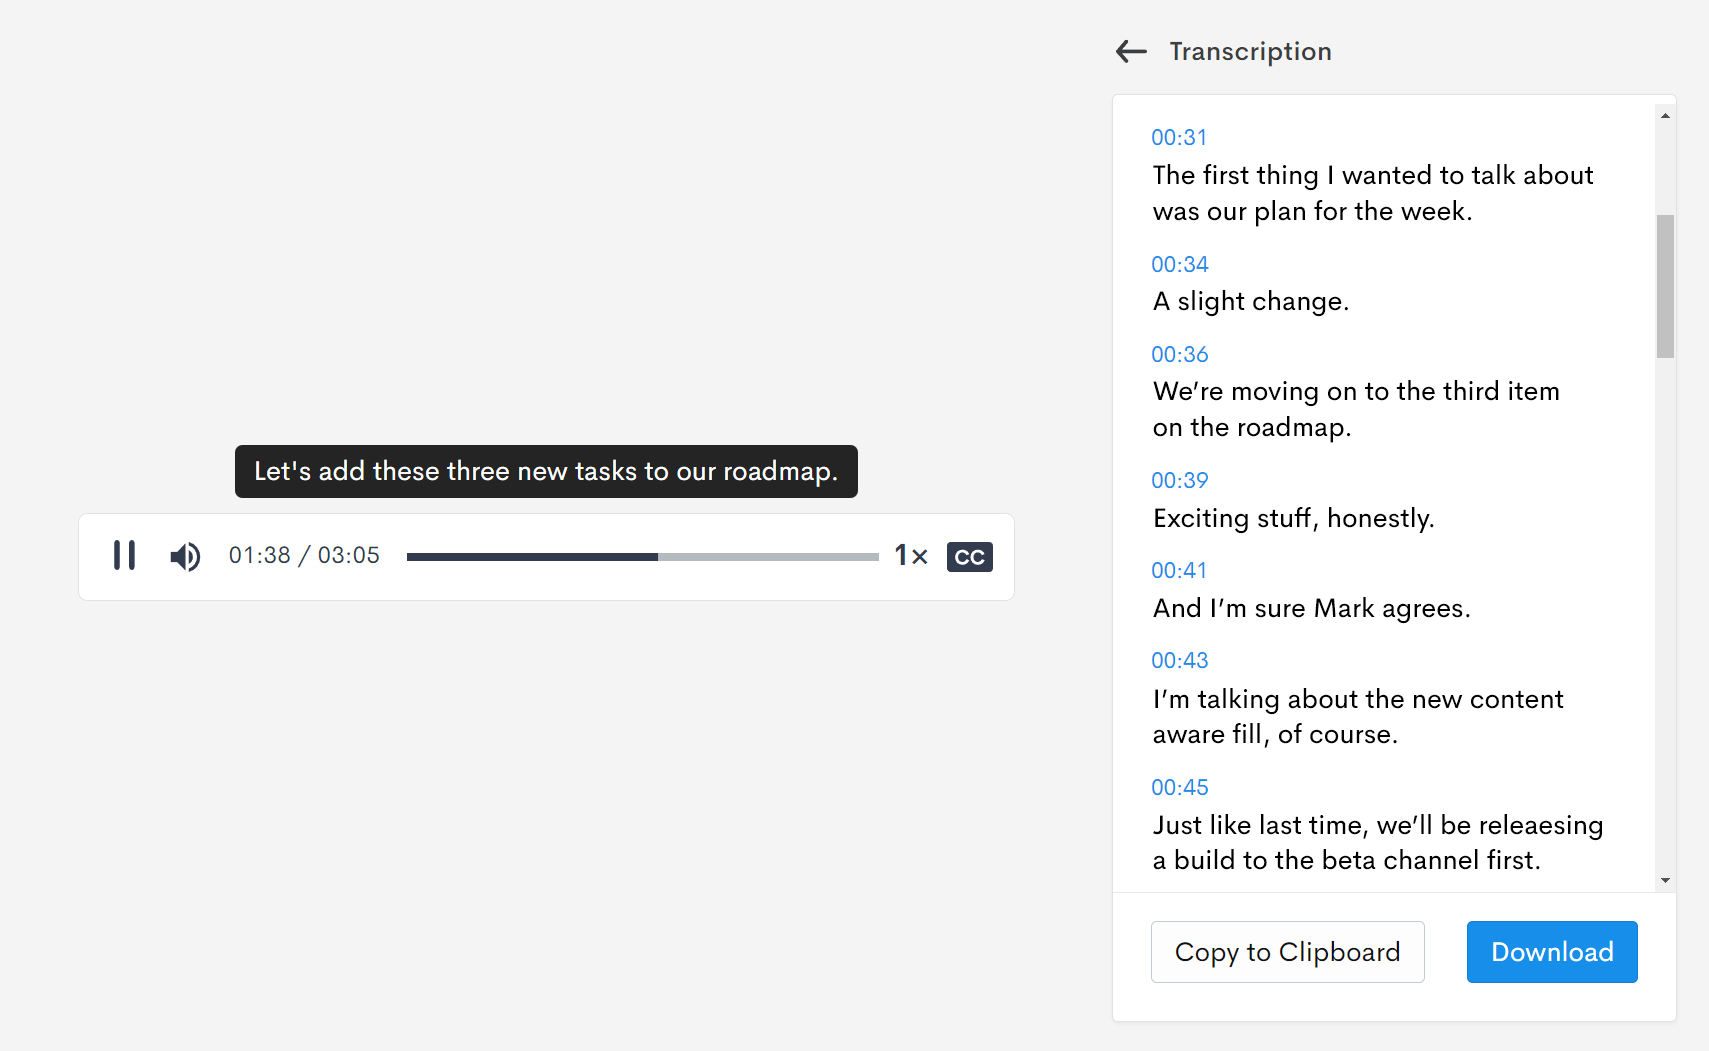 Let's add these three new tasks to our roadmap.
01:38 / 03:05
1×
CC
Transcription
00:31
The first thing I wanted to talk about
was our plan for the week.
00:34
A slight change.
00:36
We’re moving on to the third item
on the roadmap.
00:39
Exciting stuff, honestly.
00:41
And I’m sure Mark agrees.
00:43
I’m talking about the new content
aware fill, of course.
00:45
Just like last time, we’ll be releaesing
a build to the beta channel first.
Copy to Clipboard
Download